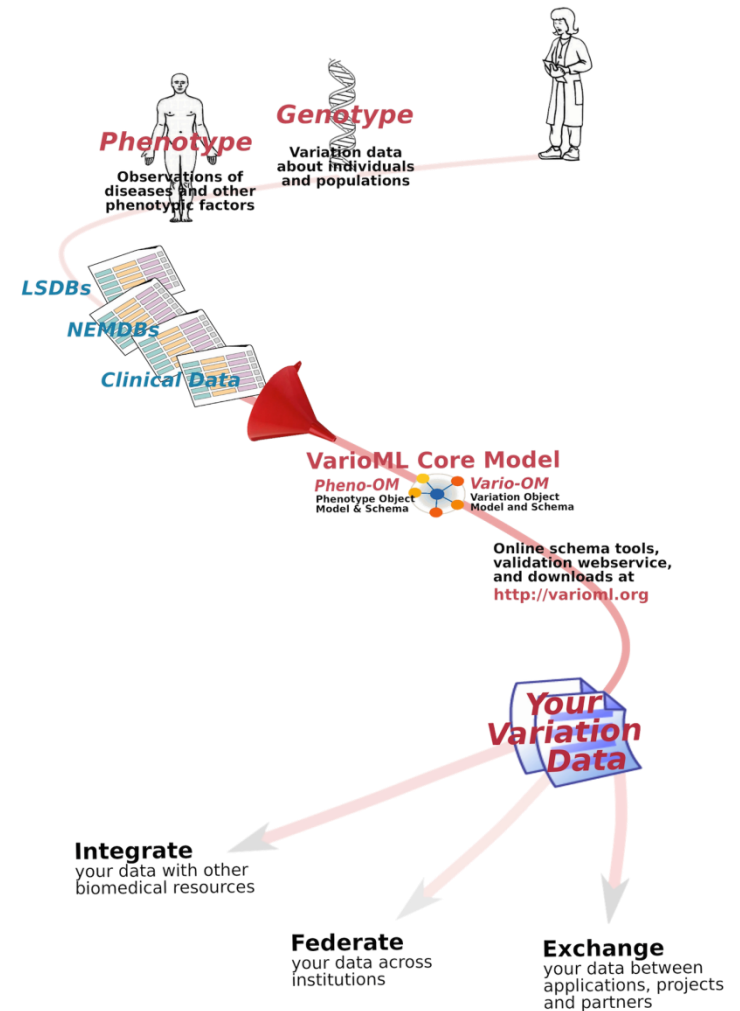 Genotype
Variation data
about individuals
and populations
Phenotype
Observations of
diseases and other
phenotypic factors
LSDBs
NEMDBs
Clinical Data
VarioML Core Model
Pheno-OM
Phenotype Object
Model & Schema
Vario-OM
Variation Object
Model and Schema
Online schema tools,
validation webservice,
and downloads at
http://varioml.org
Your
Variation
Data
Integrate
your data with other
biomedical resources
Federate
your data across
institutions
Exchange
your data between
applications, projects
and partners